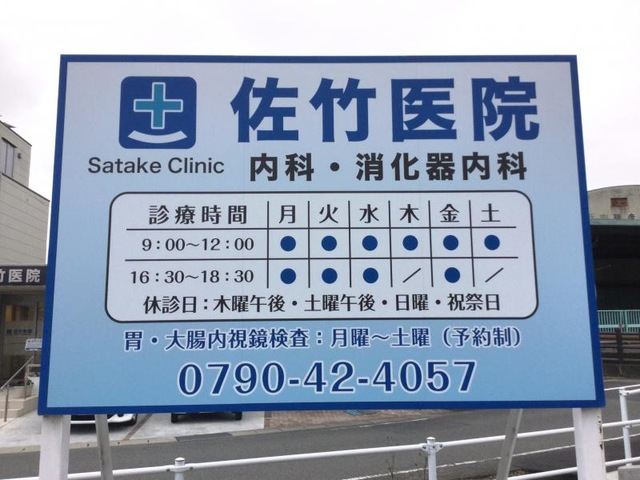 佐竹医院
Satake Clinic
内科・消化器内科
診療時間 月 火 水 木 金 土
9:00〜12:00 ● ● ● ● ● ●
16:30〜18:30 ● ● ● ／ ● ／
休診日:木曜午後・土曜午後・日曜・祝祭日
胃・大腸内視鏡検査:月曜〜土曜（予約制）
0790-42-4057
竹医院